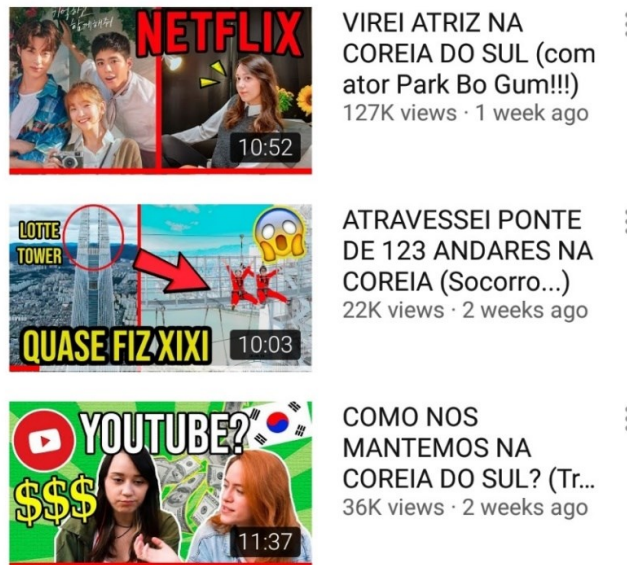 NETFLIX
10:52
VIREI ATRIZ NA
COREIA DO SUL (com
ator Park Bo Gum!!!)
127K views · 1 week ago
LOTTE
TOWER
QUASE FIZ XIXI
10:03
ATRAVESSEI PONTE
DE 123 ANDARES NA
COREIA (Socorro...)
22K views · 2 weeks ago
YOUTUBE?
$$$
11:37
COMO NOS
MANTEMOS NA
COREIA DO SUL? (Tr...
36K views · 2 weeks ago